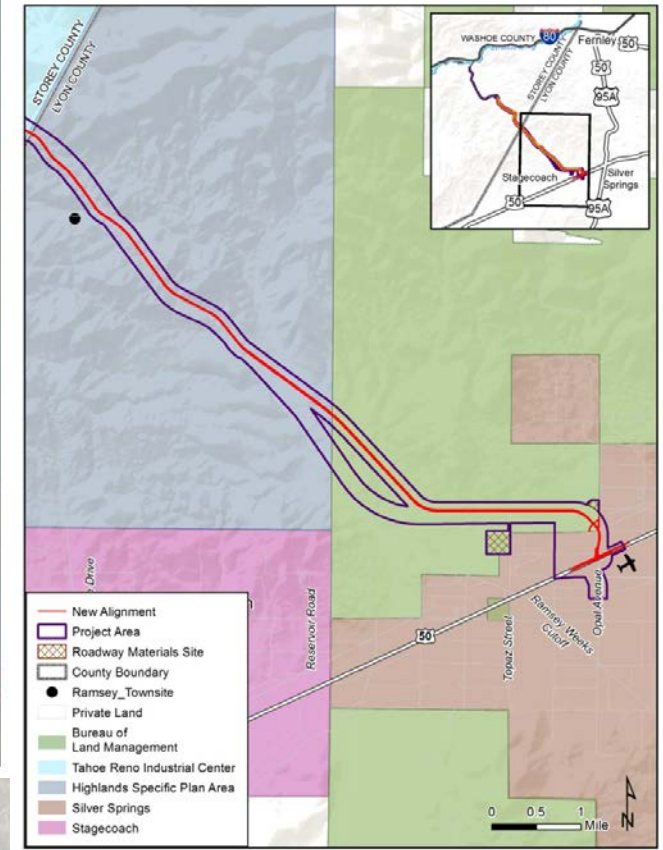 STOREY COUNTY
LYON COUNTY
WASHOE COUNTY
80
Fernley
50
STOREY COUNTY
LYON COUNTY
50
95A
Stagecoach
Silver
Springs
50
95A
Drive
Reservoir Road
50
Topaz Street
Ramsey Weeks
Cutoff
Opal Avenue
New Alignment
Project Area
Roadway Materials Site
County Boundary
Ramsey_Townsite
Private Land
Bureau of
Land Management
Tahoe Reno Industrial Center
Highlands Specific Plan Area
Silver Springs
Stagecoach
0 0.5 1
Mile
N